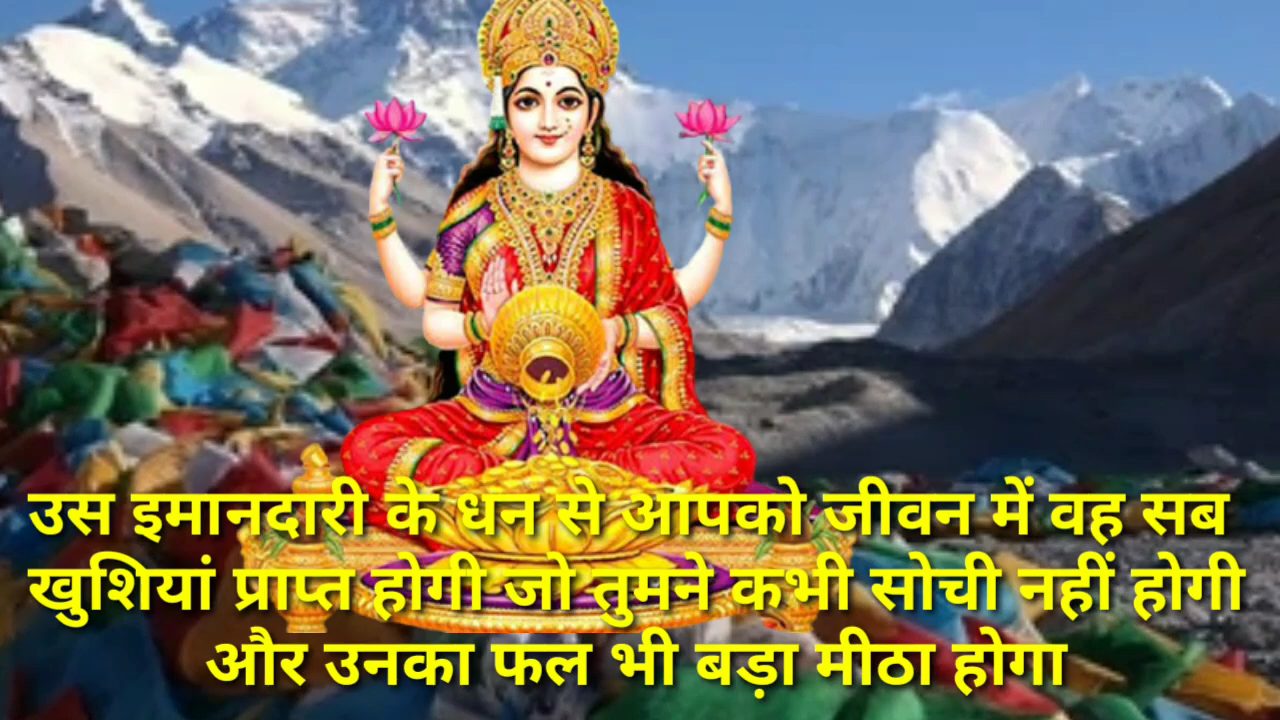 उस इमानदारी के धन से आपको जीवन में वह सब
खुशियां प्राप्त होगी जो तुमने कभी सोची नहीं होगी
और उनका फल भी बड़ा मीठा होगा